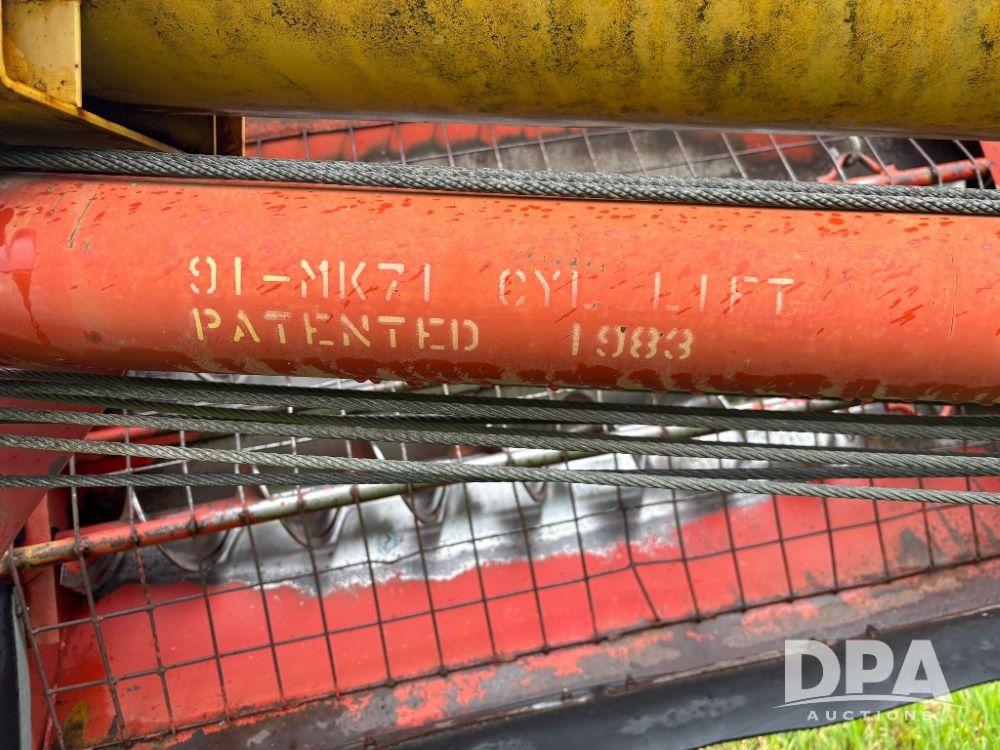 91-MK71 CYL LIFT
PATENTED 1983
DPA
AUCTIONS